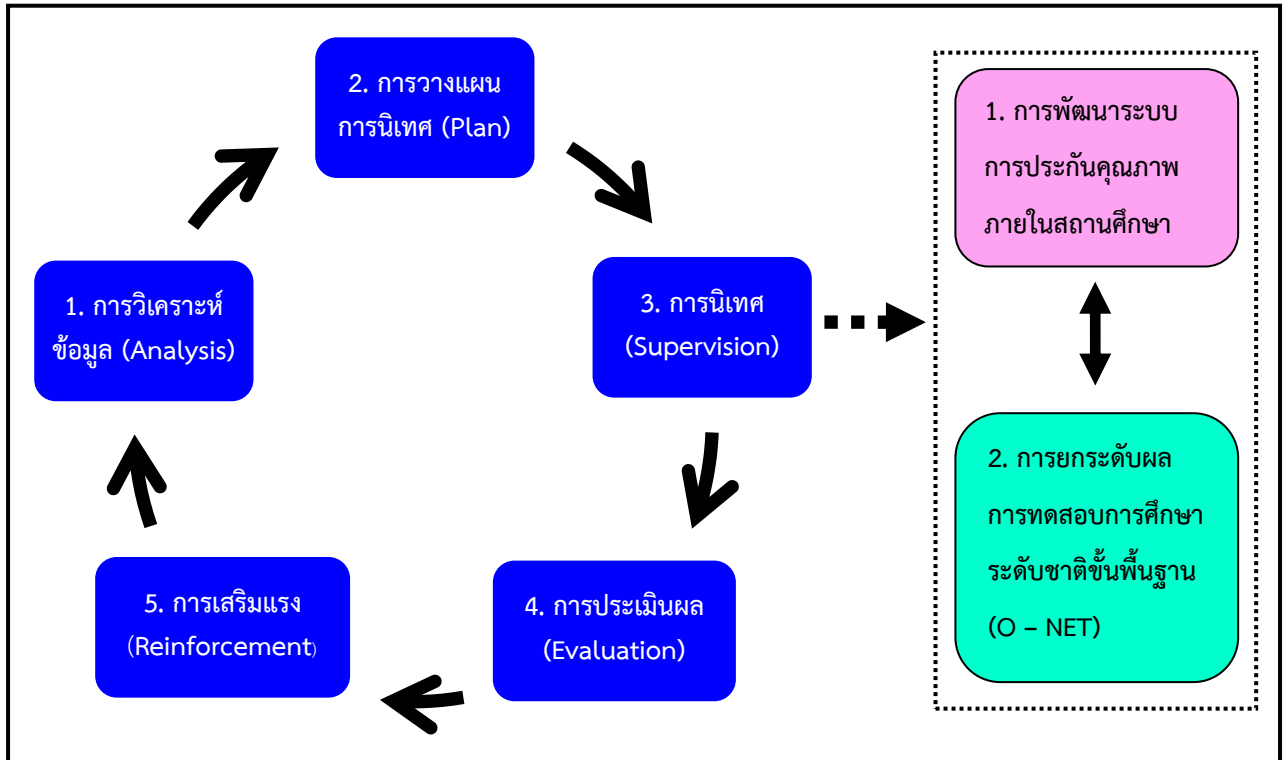 1. การวิเคราะห์
ข้อมูล (Analysis)
2. การวางแผน
การนิเทศ (Plan)
3. การนิเทศ
(Supervision)
4. การประเมินผล
(Evaluation)
5. การเสริมแรง
(Reinforcement)
1. การพัฒนาระบบ
การประกันคุณภาพ
ภายในสถานศึกษา
2. การยกระดับผล
การทดสอบการศึกษา
ระดับชาติขั้นพื้นฐาน
(O – NET)